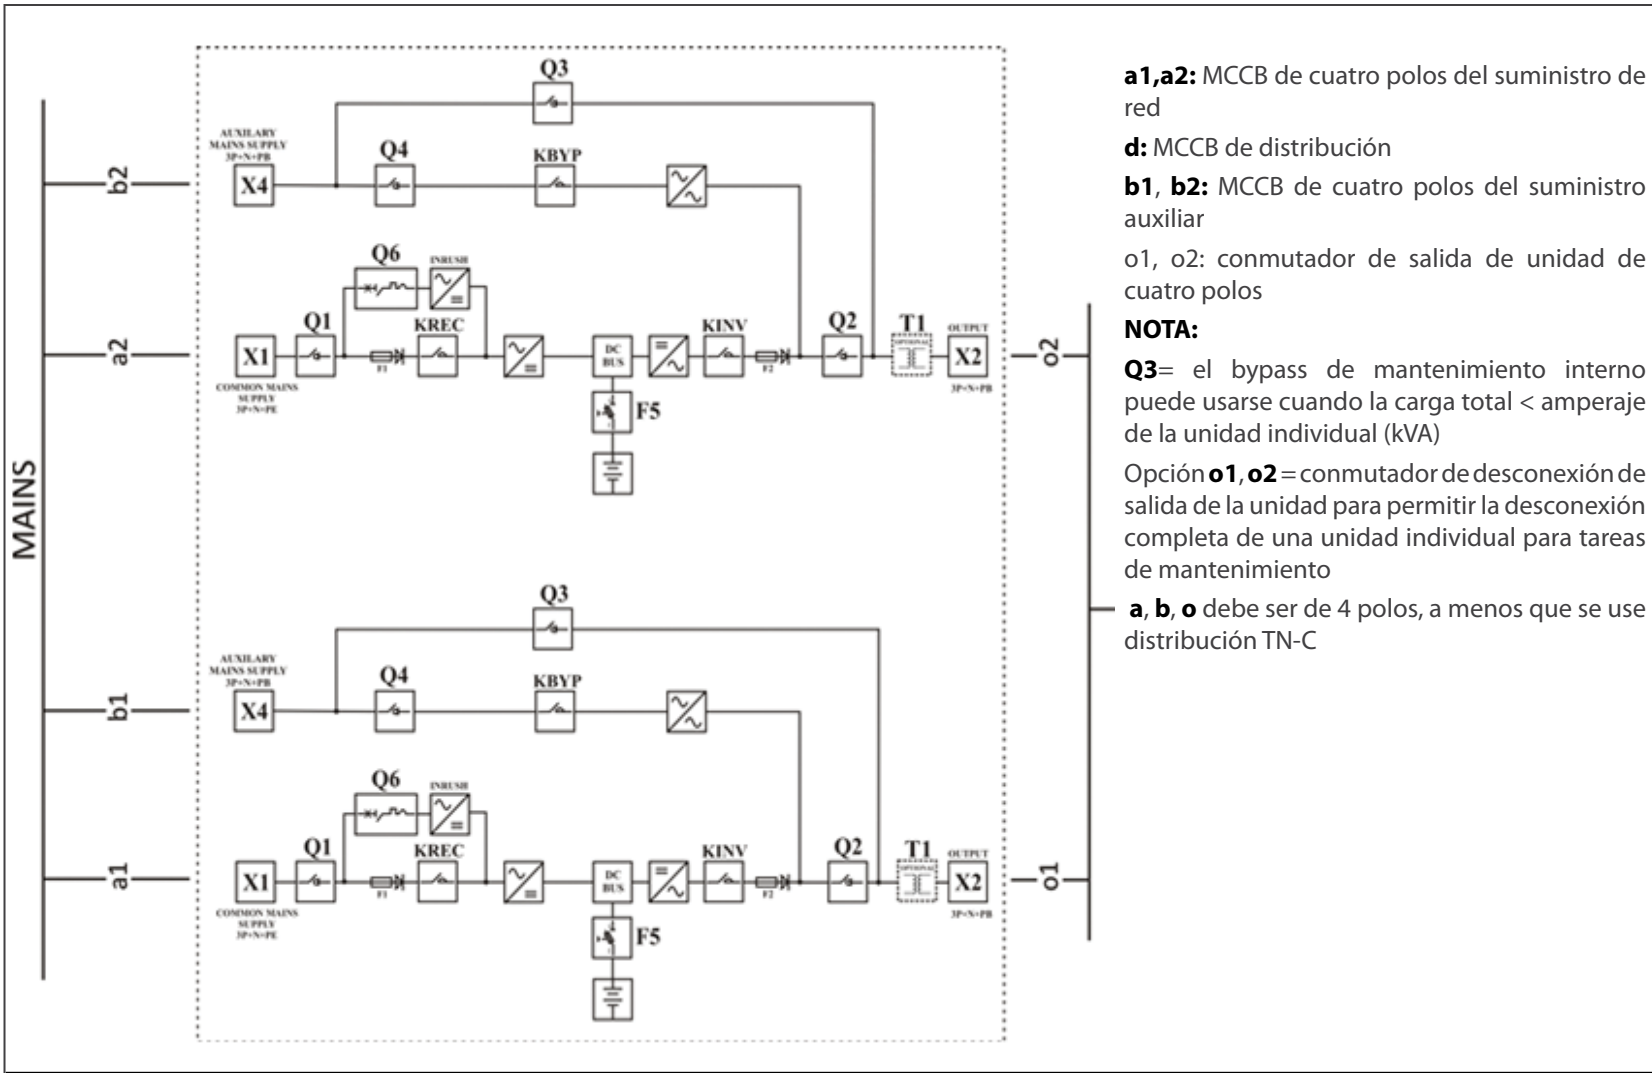 Q3
AUXILARY
MAINS SUPPLY
3P+N+PB
Q4
KBYP
X4
b2
Q6
INRUSH
Q1
KREC
KINV
Q2
T1
OPTIONAL
OUTPUT
X1
F1
DC
BUS
F2
X2
a2
o2
COMMON MAINS
SUPPLY
3P+N+PE
3P+N+PB
F5
MAINS
Q3
AUXILARY
MAINS SUPPLY
3P+N+PB
Q4
KBYP
X4
b1
Q6
INRUSH
Q1
KREC
KINV
Q2
T1
OPTIONAL
OUTPUT
X1
F1
DC
BUS
F2
X2
a1
o1
COMMON MAINS
SUPPLY
3P+N+PE
3P+N+PB
F5
a1,a2: MCCB de cuatro polos del suministro de
red
d: MCCB de distribución
b1, b2: MCCB de cuatro polos del suministro
auxiliar
o1, o2: conmutador de salida de unidad de
cuatro polos
NOTA:
Q3= el bypass de mantenimiento interno
puede usarse cuando la carga total < amperaje
de la unidad individual (kVA)
Opción o1, o2 = conmutador de desconexión de
salida de la unidad para permitir la desconexión
completa de una unidad individual para tareas
de mantenimiento
a, b, o debe ser de 4 polos, a menos que se use
distribución TN-C